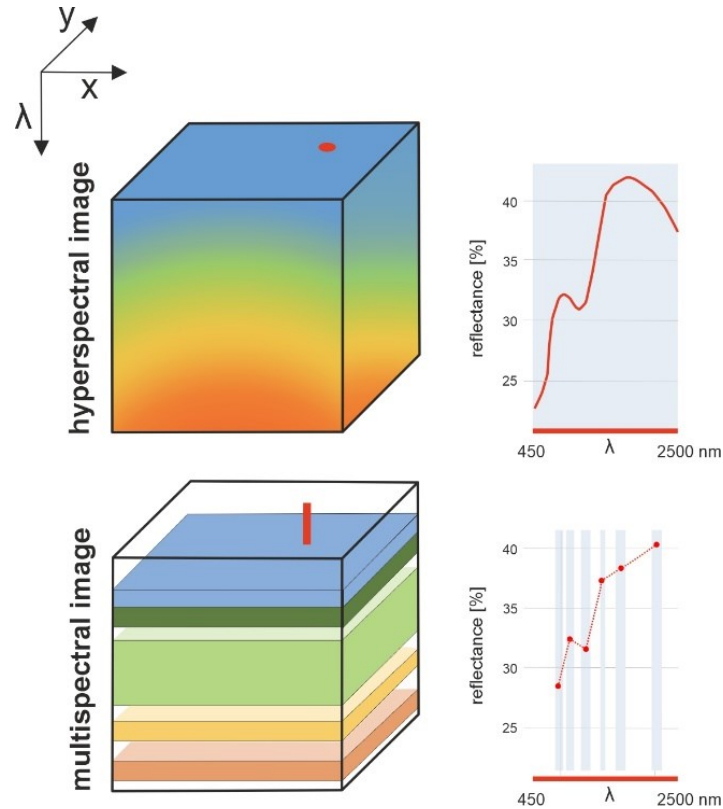 y
x
λ
hyperspectral image
reflectance [%]
40
35
30
25
450
λ
2500 nm
multispectral image
reflectance [%]
40
35
30
25
450
λ
2500 nm